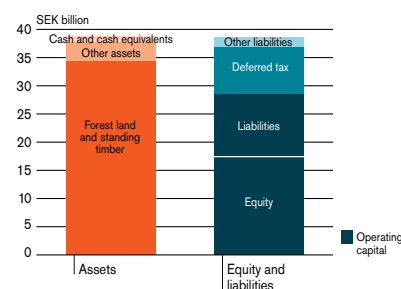 SEK billion
40
35
30
25
20
15
10
5
0
Cash and cash equivalents
Other assets
Forest land
and standing
timber
Other liabilities
Deferred tax
Liabilities
Equity
Operating
capital
Assets
Equity and
liabilities